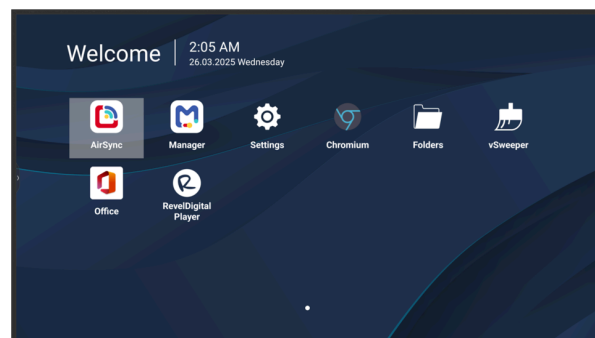 Welcome
2:05 AM
26.03.2025 Wednesday
AirSync
Manager
Settings
Chromium
Folders
vSweeper
Office
RevelDigital
Player